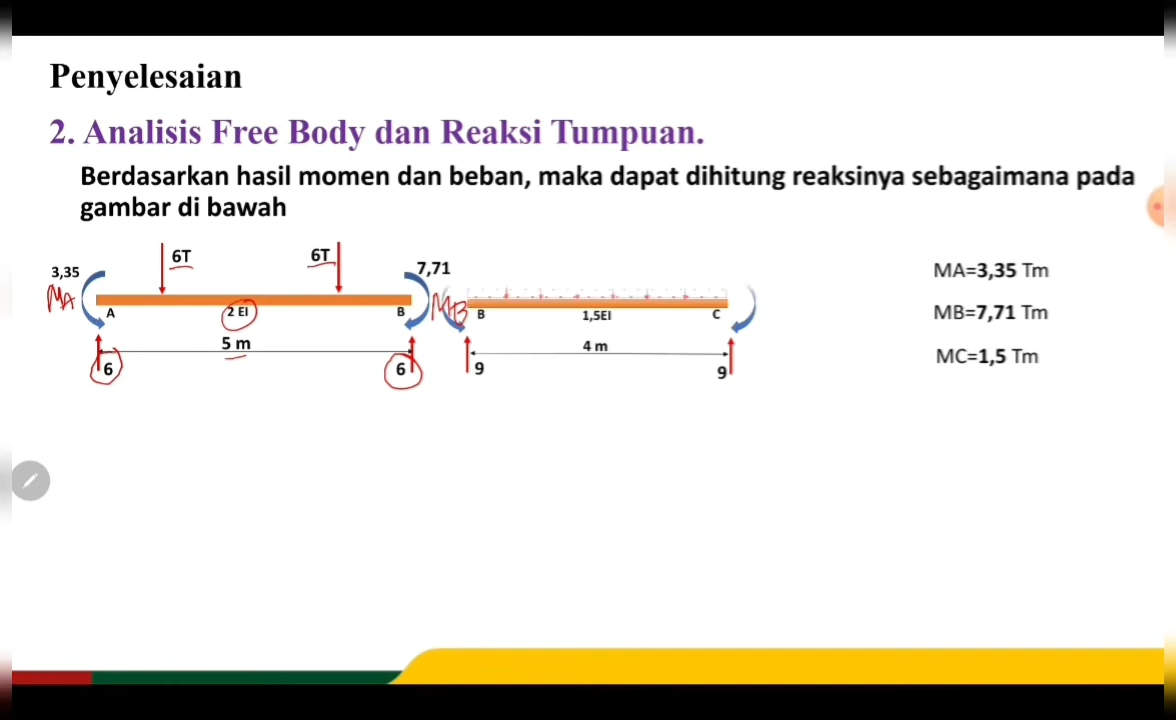 Penyelesaian
2. Analisis Free Body dan Reaksi Tumpuan.
Berdasarkan hasil momen dan beban, maka dapat dihitung reaksinya sebagaimana pada
gambar di bawah
6T
6T
3,35
7,71
MA=3,35 Tm
MA
MB
A
2 EI
B
B
1,5EI
C
MB=7,71 Tm
5 m
4 m
MC=1,5 Tm
6
6
9
9